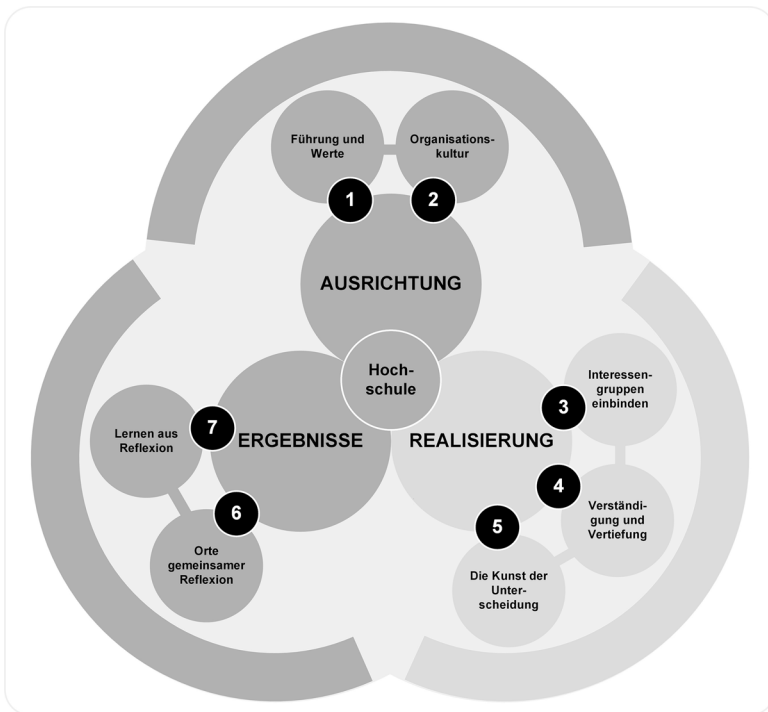 Führung und
Werte
Organisations-
kultur
1
2
AUSRICHTUNG
Hoch-
schule
Interessen-
gruppen
einbinden
3
REALISIERUNG
4
Verständi-
gung und
Vertiefung
5
Die Kunst der
Unter-
scheidung
ERGEBNISSE
6
Orte
gemeinsamer
Reflexion
7
Lernen aus
Reflexion